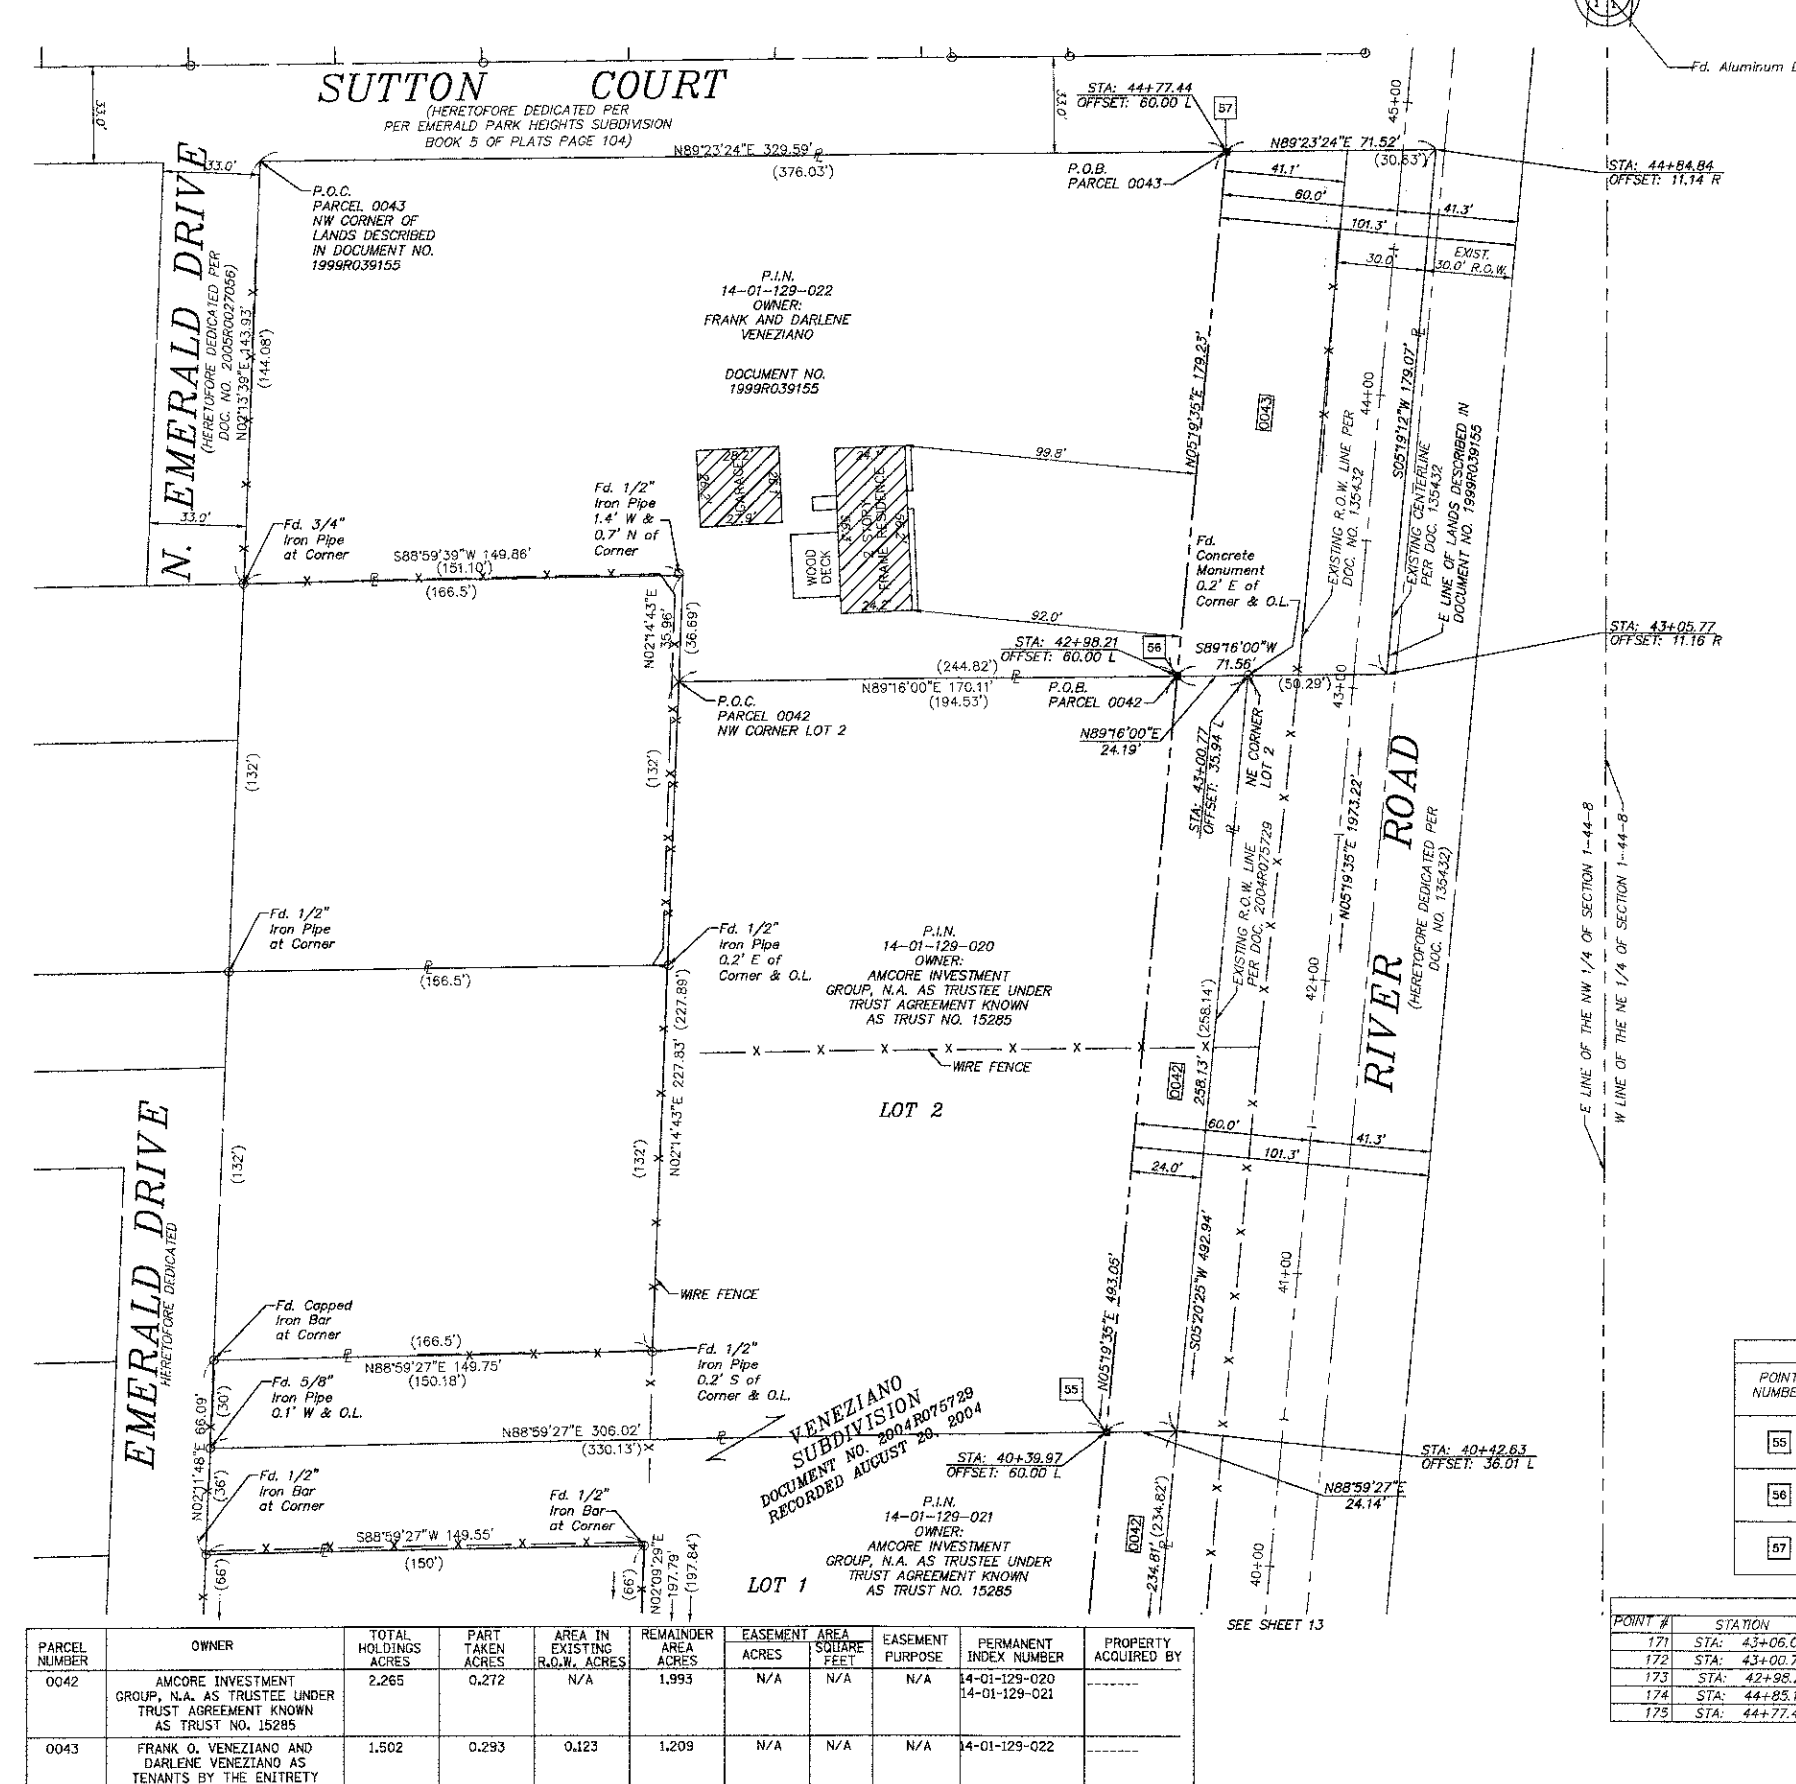 Fd. Aluminum
SUTTON COURT
(HERETOFORE DEDICATED PER
PER EMERALD PARK HEIGHTS SUBDIVISION
BOOK 5 OF PLATS PAGE 104)
33.0'
33.0'
STA: 44+77.44
OFFSET: 60.00 L
57
45+00
N89°23'24"E 329.59'
(376.03')
N89°23'24"E 71.52'
(30.63')
STA: 44+84.84
OFFSET: 11.14 R
33.0'
P.O.C.
PARCEL 0043
NW CORNER OF
LANDS DESCRIBED
IN DOCUMENT NO.
1999R039155
P.O.B.
PARCEL 0043
41.1'
60.0'
41.3'
101.3'
30.0'
EXIST.
30.0' R.O.W.
N. EMERALD DRIVE
(HERETOFORE DEDICATED PER
DOC. NO. 2005R0027056)
N02°13'39"E 143.93'
(144.08')
P.I.N.
14-01-129-022
OWNER:
FRANK AND DARLENE
VENEZIANO
DOCUMENT NO.
1999R039155
N05°19'35"E 179.23'
0043
44+00
S05°19'12"W 179.07'
EXISTING R.O.W. LINE PER
DOC. NO. 135432
EXISTING CENTERLINE
PER DOC. 135432
E LINE OF LANDS DESCRIBED IN
DOCUMENT NO. 1999R039155
28.2'
GARAGE
27.9'
24.1'
2 STORY
FRAME RESIDENCE
24.2'
WOOD
DECK
99.8'
92.0'
33.0'
Fd. 3/4"
Iron Pipe
at Corner
Fd. 1/2"
Iron Pipe
1.4' W &
0.7' N of
Corner
S88°59'39"W 149.86'
(151.10')
(166.5')
N02°14'43"E
35.96'
(36.69')
Fd.
Concrete
Monument
0.2' E of
Corner & O.L.
STA: 42+98.21
OFFSET: 60.00 L
56
S89°16'00"W
71.56'
STA: 43+05.77
OFFSET: 11.16 R
(244.82')
N89°16'00"E 170.11'
(194.53')
P.O.B.
PARCEL 0042
(50.29')
43+00
P.O.C.
PARCEL 0042
NW CORNER LOT 2
N89°16'00"E
24.19'
STA: 43+00.77
OFFSET: 35.94 L
NE CORNER
LOT 2
(132')
(132')
RIVER ROAD
(HERETOFORE DEDICATED PER
DOC. NO. 135432)
N05°19'35"E 1973.22'
E LINE OF THE NW 1/4 OF SECTION 1-44-8
W LINE OF THE NE 1/4 OF SECTION 1-44-8
EXISTING R.O.W. LINE
PER DOC. 2004R075729
Fd. 1/2"
Iron Pipe
at Corner
(166.5')
Fd. 1/2"
Iron Pipe
0.2' E of
Corner & O.L.
P.I.N.
14-01-129-020
OWNER:
AMCORE INVESTMENT
GROUP, N.A. AS TRUSTEE UNDER
TRUST AGREEMENT KNOWN
AS TRUST NO. 15285
42+00
N02°14'43"E 227.83'
(227.89')
WIRE FENCE
0042
258.13'
(258.14')
LOT 2
60.0'
41.3'
101.3'
24.0'
EMERALD DRIVE
HERETOFORE DEDICATED
(132')
(132')
N05°19'35"E 493.05'
S05°20'25"W 492.94'
41+00
WIRE FENCE
Fd. Capped
Iron Bar
at Corner
(166.5')
N88°59'27"E 149.75'
(150.18')
Fd. 1/2"
Iron Pipe
0.2' S of
Corner & O.L.
Fd. 5/8"
Iron Pipe
0.1' W & O.L.
(30')
N02°11'48"E 66.09'
(36')
N88°59'27"E 306.02'
(330.13')
VENEZIANO
SUBDIVISION
DOCUMENT NO. 2004R075729
RECORDED AUGUST 20, 2004
55
STA: 40+39.97
OFFSET: 60.00 L
STA: 40+42.63
OFFSET: 36.01 L
N88°59'27"E
24.14'
Fd. 1/2"
Iron Bar
at Corner
Fd. 1/2"
Iron Bar
at Corner
S88°59'27"W 149.55'
(150')
(66')
(66')
N02°09'29"E
197.79'
(197.84')
P.I.N.
14-01-129-021
OWNER:
AMCORE INVESTMENT
GROUP, N.A. AS TRUSTEE UNDER
TRUST AGREEMENT KNOWN
AS TRUST NO. 15285
LOT 1
0042
234.81'
(234.82')
40+00
SEE SHEET 13
POINT
55
56
57
POINT # STATION
171 STA: 43+06.0
172 STA: 43+00.7
173 STA: 42+98.
174 STA: 44+85.
175 STA: 44+77.4
PARCEL NUMBER OWNER TOTAL HOLDINGS ACRES PART TAKEN ACRES AREA IN EXISTING R.O.W. ACRES REMAINDER AREA ACRES EASEMENT AREA ACRES SQUARE FEET EASEMENT PURPOSE PERMANENT INDEX NUMBER PROPERTY ACQUIRED BY
0042 AMCORE INVESTMENT 2.265 0.272 N/A 1.993 N/A N/A N/A 14-01-129-020
GROUP, N.A. AS TRUSTEE UNDER 14-01-129-021
TRUST AGREEMENT KNOWN
AS TRUST NO. 15285
0043 FRANK O. VENEZIANO AND 1.502 0.293 0.123 1.209 N/A N/A N/A 14-01-129-022
DARLENE VENEZIANO AS
TENANTS BY THE ENITRETY